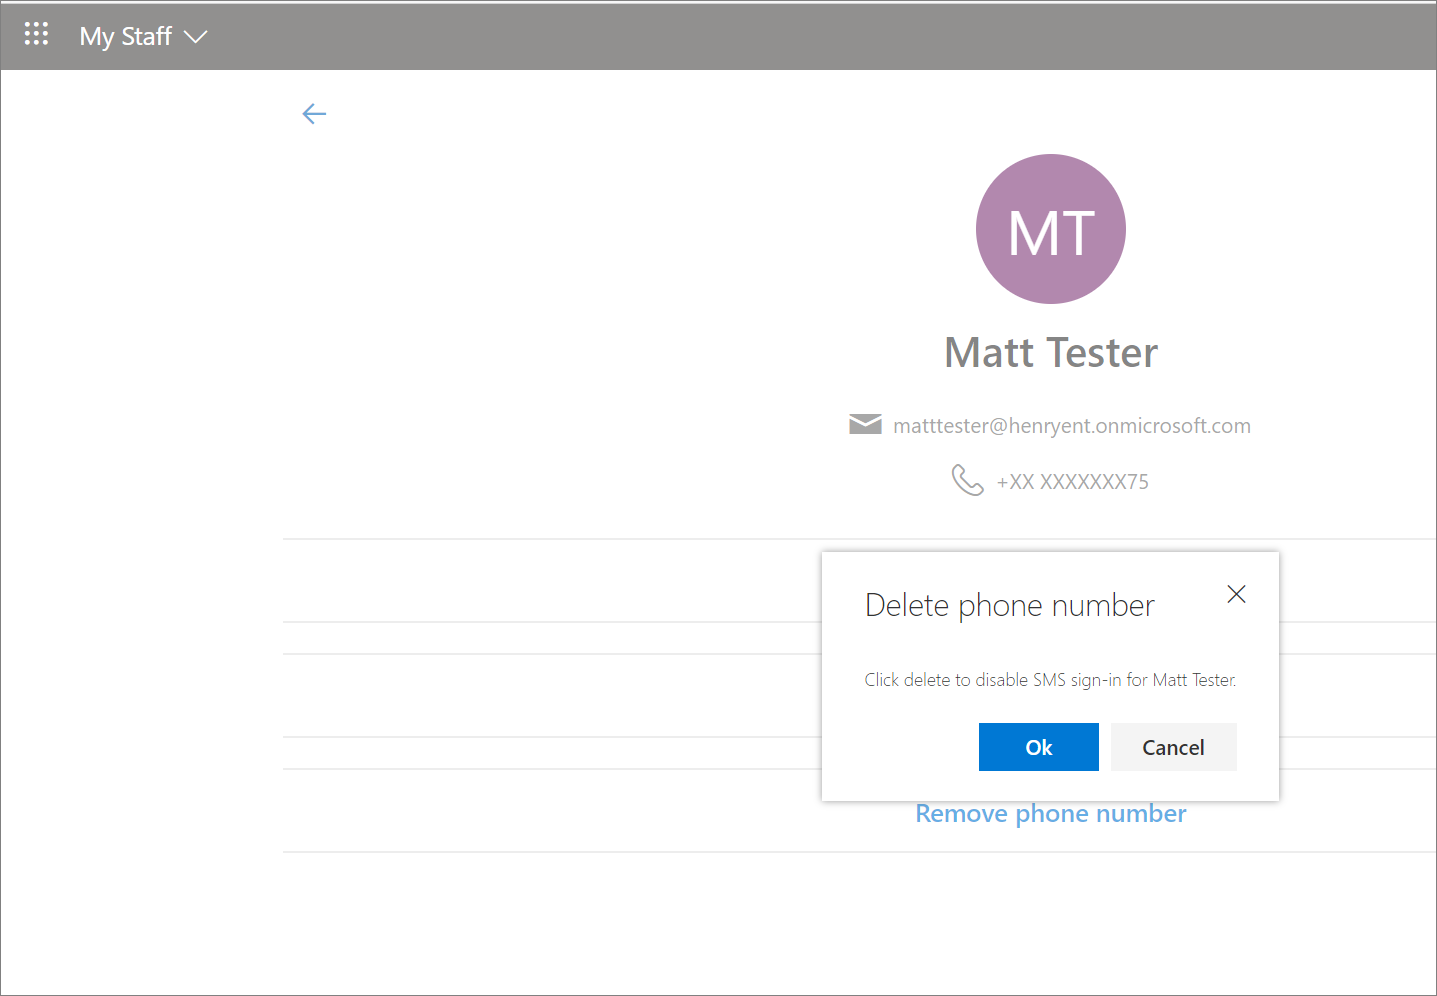 My Staff
MT
Matt Tester
matttester@henryent.onmicrosoft.com
+XX XXXXXXX75
Delete phone number
Click delete to disable SMS sign-in for Matt Tester.
Ok Cancel
Remove phone number